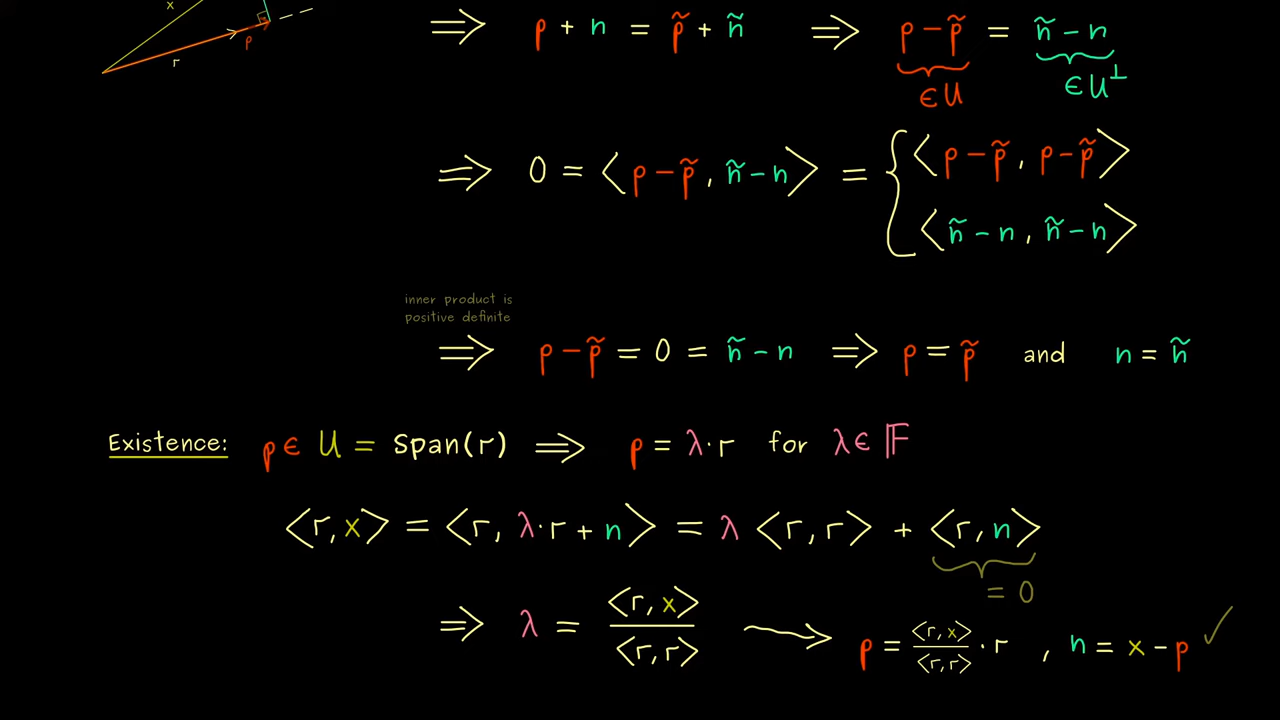 x
p
r
⟹ p + n = p̃ + ñ ⟹ p − p̃ = ñ − n
∈ U ∈ U^⊥
⟹ 0 = ⟨p − p̃, ñ − n⟩ = { ⟨p − p̃, p − p̃⟩
⟨ñ − n, ñ − n⟩
inner product is
positive definite
⟹ p − p̃ = 0 = ñ − n ⟹ p = p̃ and n = ñ
Existence: p ∈ U = span(r) ⟹ p = λ·r for λ ∈ 𝔽
⟨r, x⟩ = ⟨r, λ·r + n⟩ = λ ⟨r, r⟩ + ⟨r, n⟩
= 0
⟹ λ = ⟨r, x⟩ / ⟨r, r⟩ ⟶ p = ⟨r, x⟩ / ⟨r, r⟩ · r , n = x − p ✓